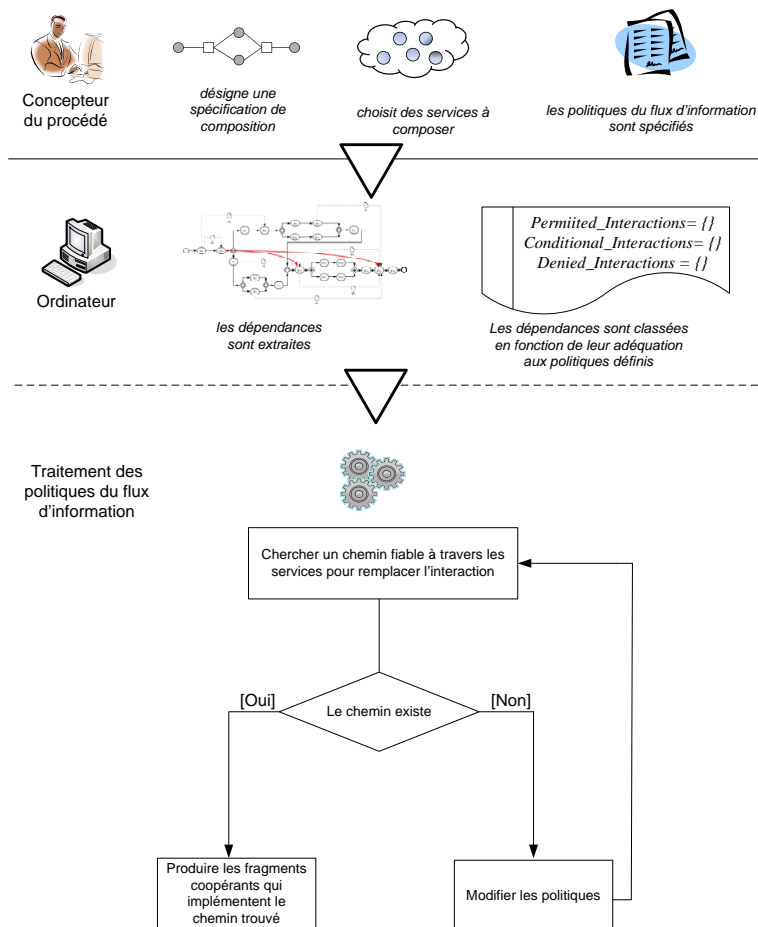 Concepteur
du procédé
désigne une
spécification de
composition
choisit des services à
composer
les politiques du flux d'information
sont spécifiés
Ordinateur
les dépendances
sont extraites
Permiited_Interactions= {}
Conditional_Interactions= {}
Denied_Interactions = {}
Les dépendances sont classées
en fonction de leur adéquation
aux politiques définis
Traitement des
politiques du flux
d'information
Chercher un chemin fiable à travers les
services pour remplacer l'interaction
Le chemin existe
[Oui]
[Non]
Produire les fragments
coopérants qui
implémentent le
chemin trouvé
Modifier les politiques